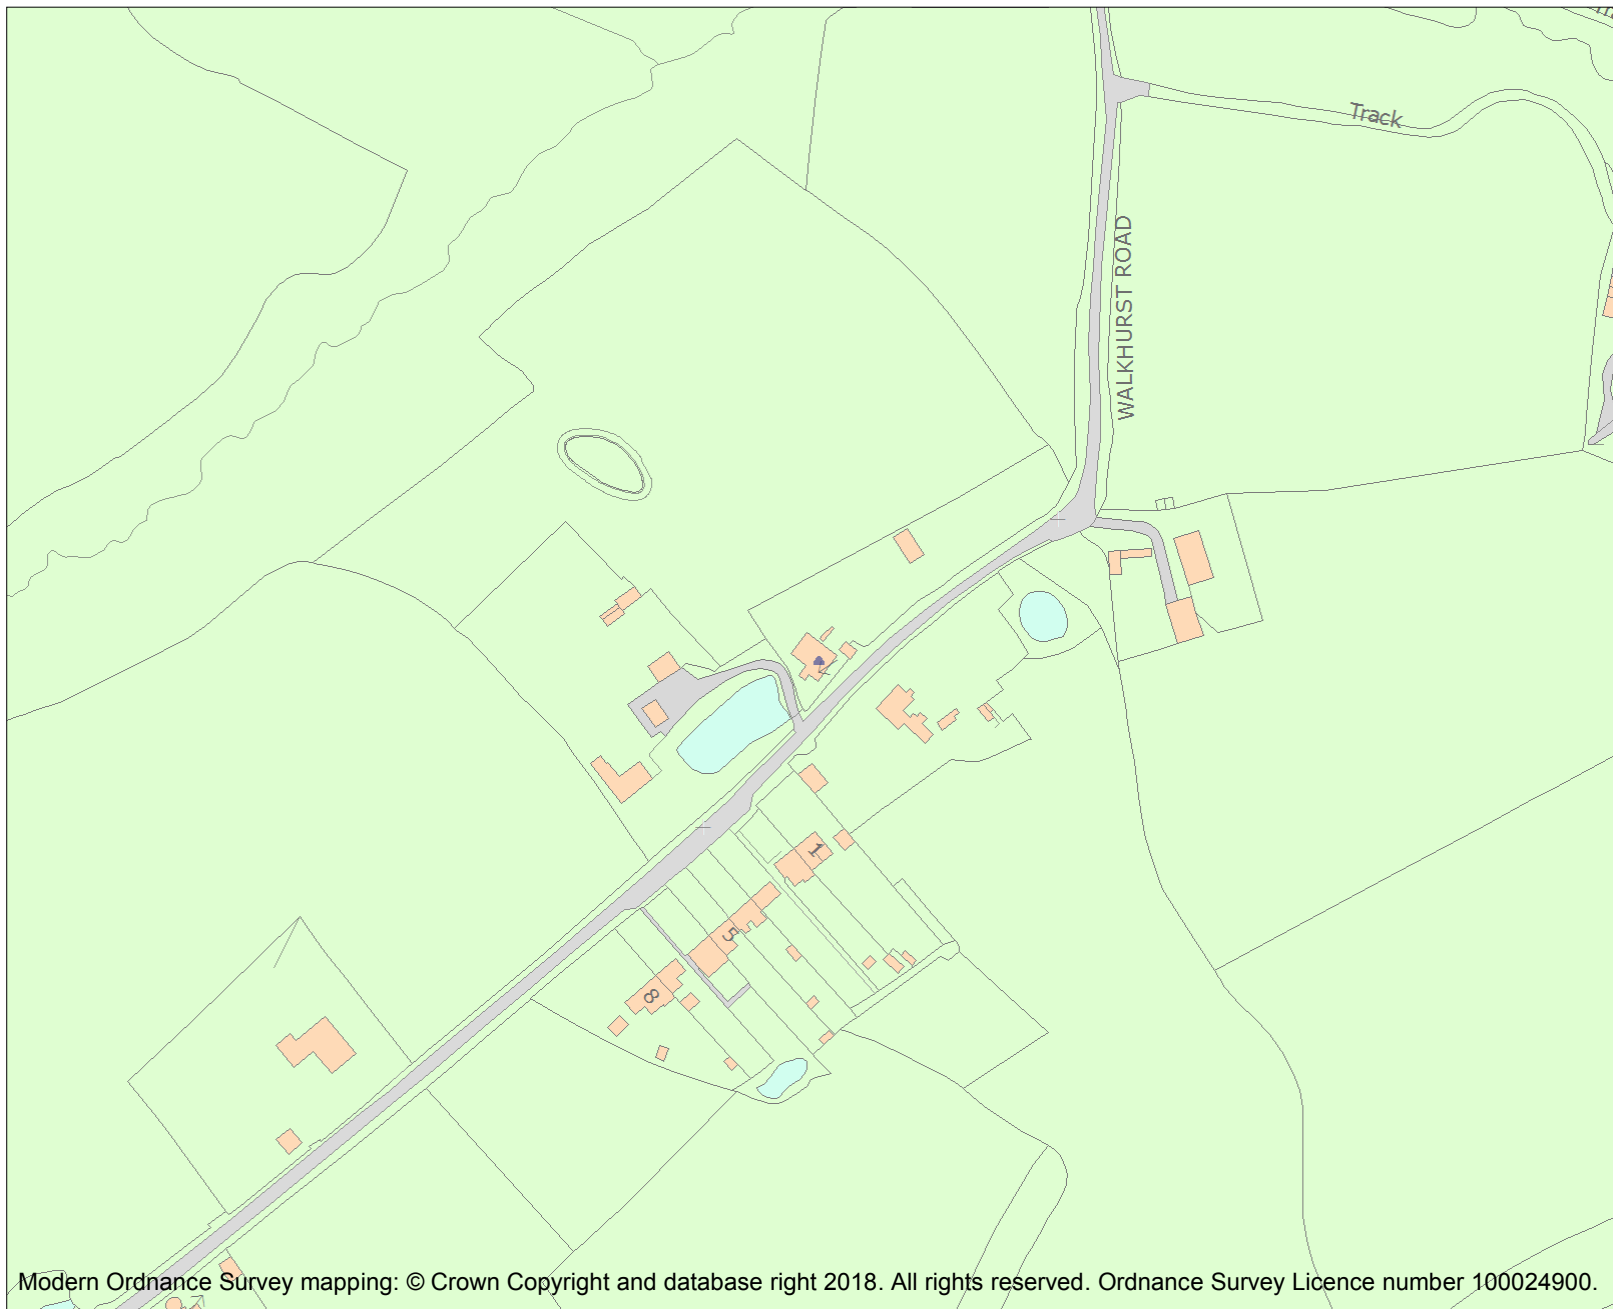 Track
WALKHURST ROAD
1
5
8
Modern Ordnance Survey mapping: © Crown Copyright and database right 2018. All rights reserved. Ordnance Survey Licence number 100024900.